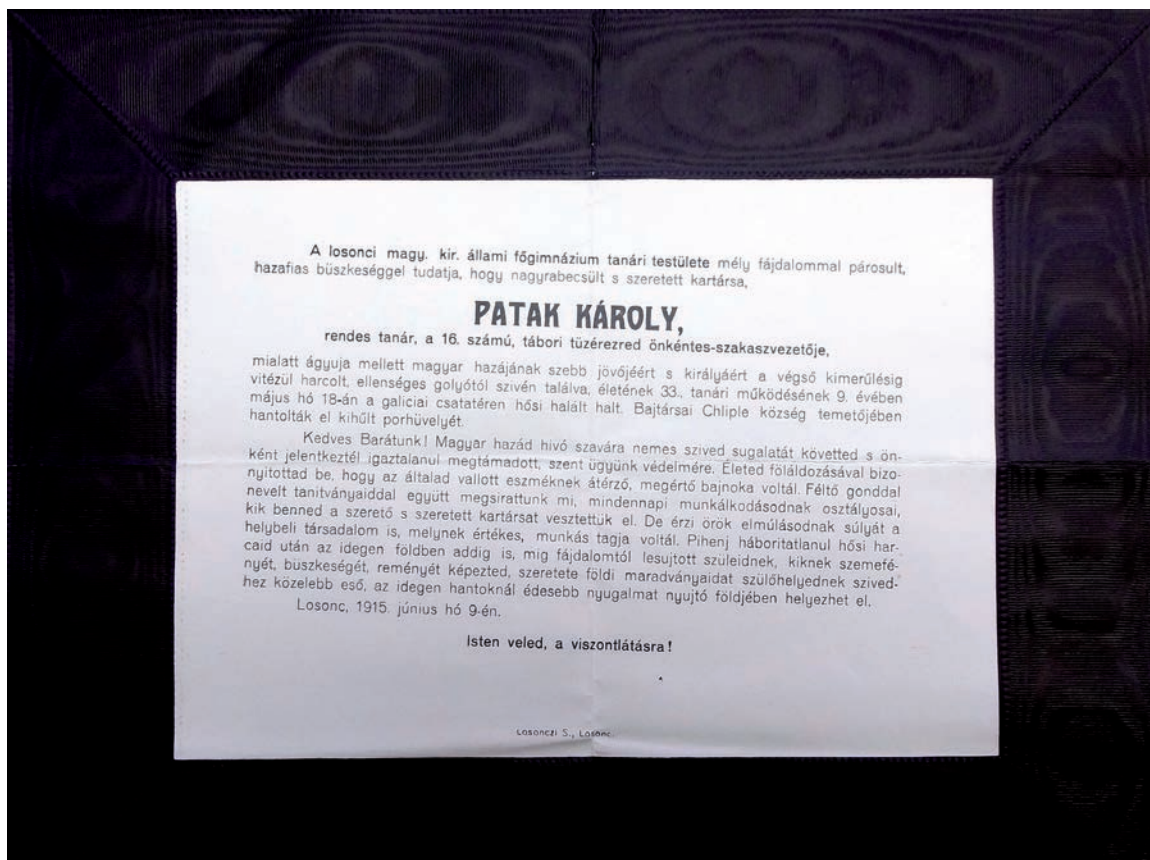 A losonci magy. kir. állami főgimnázium tanári testülete mély fájdalommal párosult,
hazafias büszkeséggel tudatja, hogy nagyrabecsült s szeretett kartársa,
PATAK KÁROLY,
rendes tanár, a 16. számú, tábori tüzérezred önkéntes-szakaszvezetője,
mialatt ágyuja mellett magyar hazájának szebb jövőjéért s királyáért a végső kimerűlésig
vitézül harcolt, ellenséges golyótól szivén találva, életének 33., tanári működésének 9. évében
május hó 18-án a galiciai csatatéren hősi halált halt. Bajtársai Chliple község temetőjében
hantolták el kihűlt porhüvelyét.
Kedves Barátunk! Magyar hazád hivó szavára nemes szived sugalatát követted s ön-
ként jelentkeztél igaztalanul megtámadott, szent ügyünk védelmére. Életed föláldozásával bizo-
nyitottad be, hogy az általad vallott eszméknek átérző, megértő bajnoka voltál. Féltő gonddal
nevelt tanitványaiddal együtt megsirattunk mi, mindennapi munkálkodásodnak osztályosai,
kik benned a szerető s szeretett kartársat vesztettük el. De érzi örök elmúlásodnak súlyát a
helybeli társadalom is, melynek értékes, munkás tagja voltál. Pihenj háboritatlanul hősi har-
caid után az idegen földben addig is, mig fájdalomtól lesujtott szüleidnek, kiknek szemefé-
nyét, büszkeségét, reményét képezted, szeretete földi maradványaidat szülőhelyednek szived-
hez közelebb eső, az idegen hantoknál édesebb nyugalmat nyujtó földjében helyezhet el.
Losonc, 1915. június hó 9-én.
Isten veled, a viszontlátásra!
Losonczi S., Losonc.